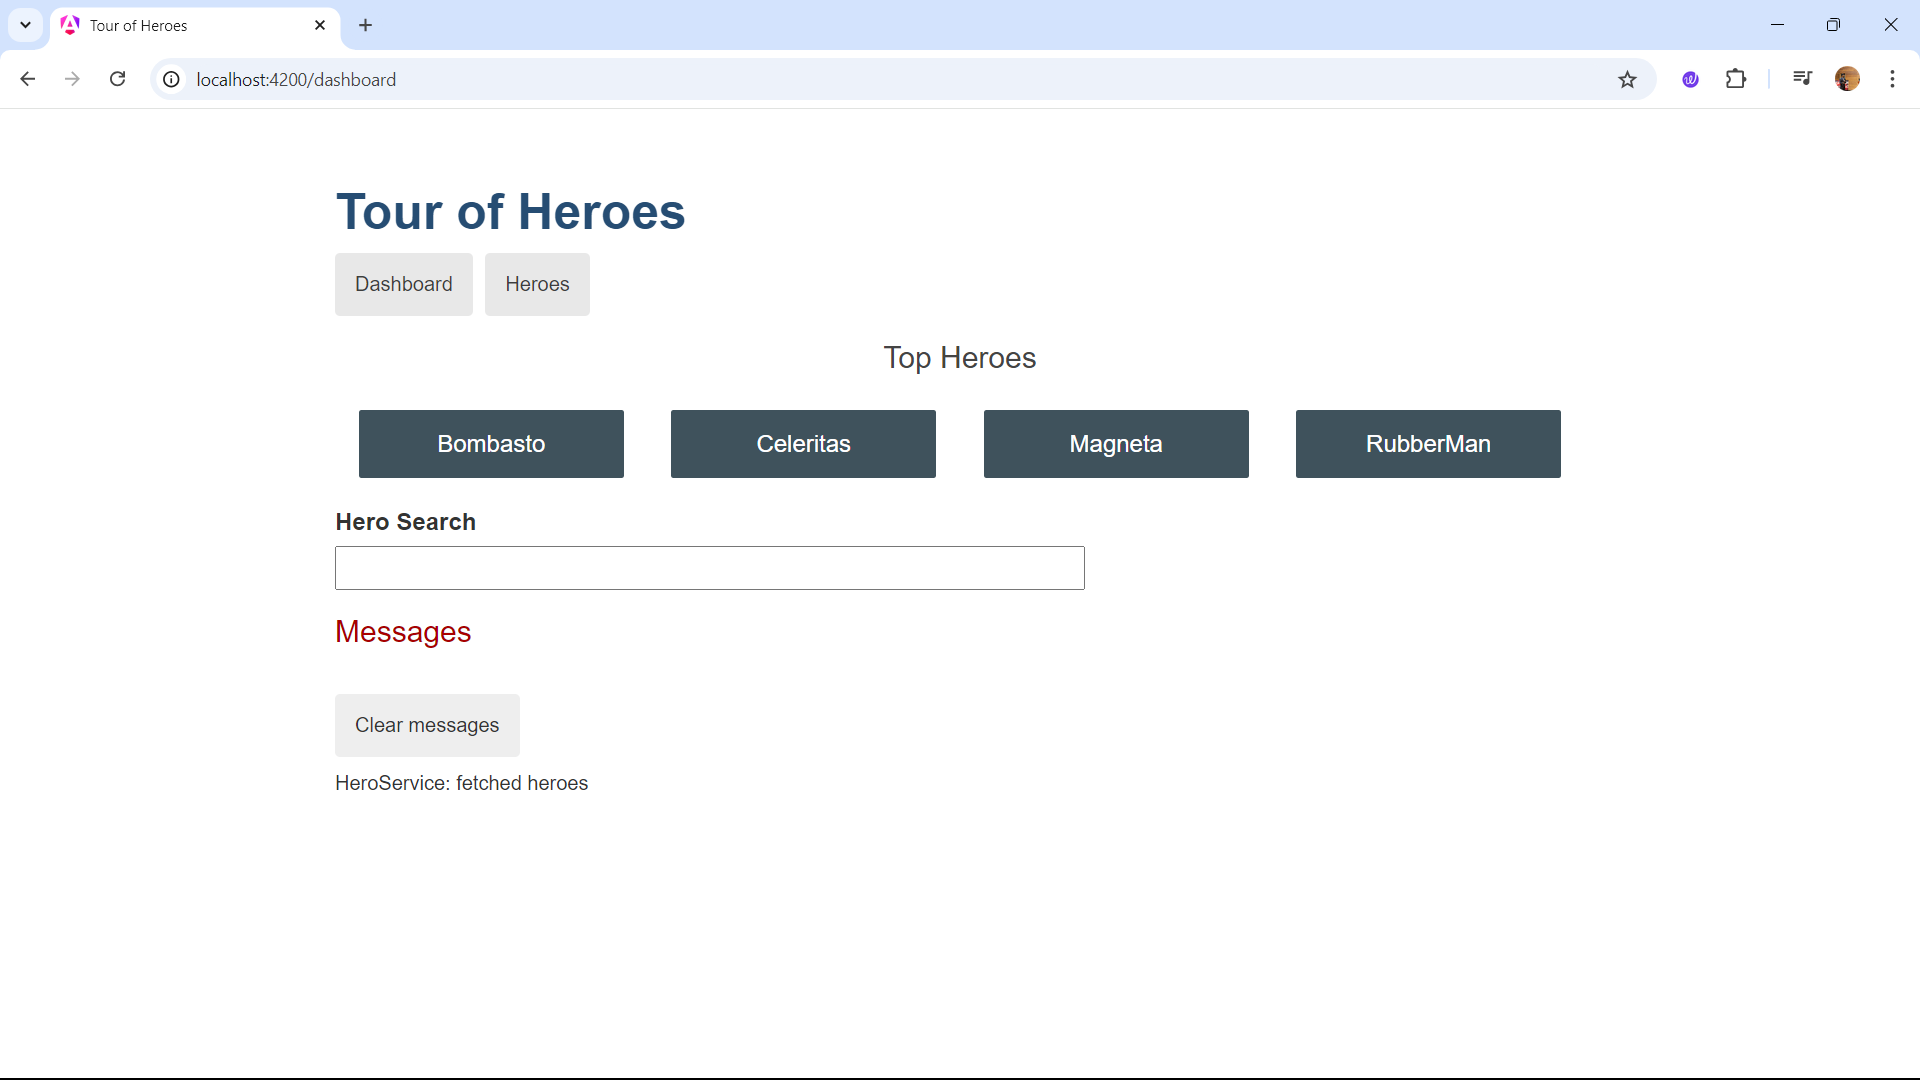 Tour of Heroes
localhost:4200/dashboard
Tour of Heroes
Dashboard Heroes
Top Heroes
Bombasto Celeritas Magneta RubberMan
Hero Search
Messages
Clear messages
HeroService: fetched heroes